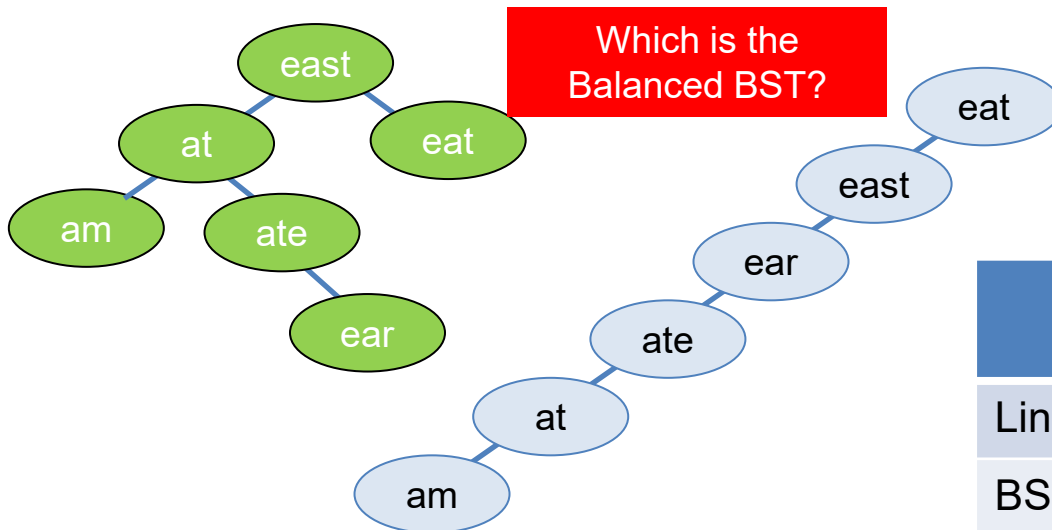 east
at
eat
am
ate
ear
Which is the
Balanced BST?
eat
east
ear
ate
at
am
Lin
BS